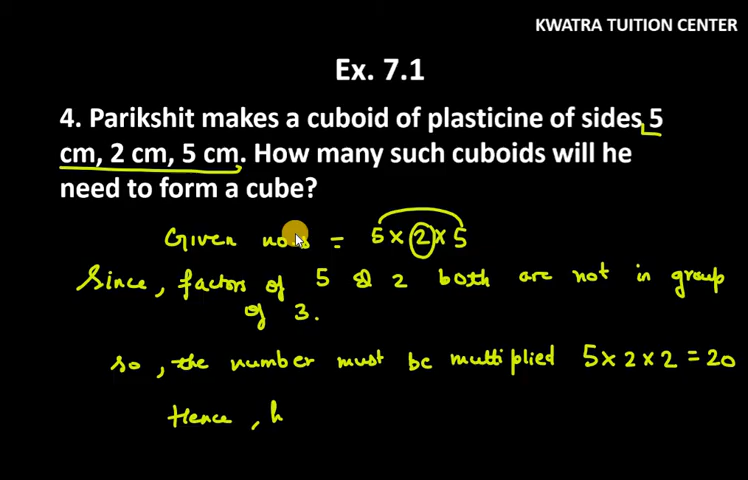 KWATRA TUITION CENTER
Ex. 7.1
4. Parikshit makes a cuboid of plasticine of sides 5
cm, 2 cm, 5 cm. How many such cuboids will he
need to form a cube?
Given no.s = 5 × 2 × 5
Since, factors of 5 & 2 both are not in group
of 3.
so, the number must be multiplied 5 × 2 × 2 = 20
Hence, h